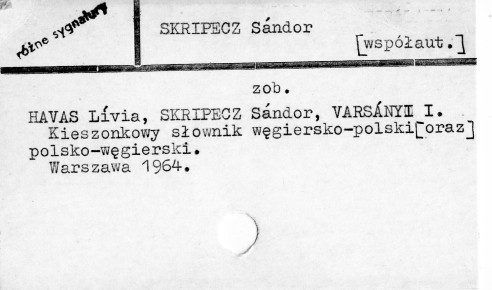 różne sygnatury
SKRIPECZ Sándor
[współaut.]
zob.
HAVAS Lívia, SKRIPECZ Sándor, VARSÁNYI I.
Kieszonkowy słownik węgiersko-polski[oraz]
polsko-węgierski.
Warszawa 1964.